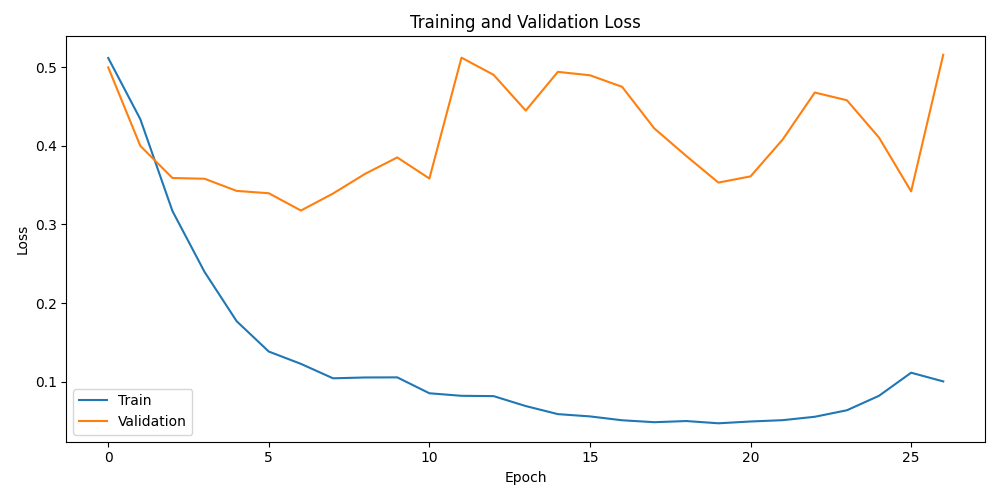 Training and Validation Loss
0.5
0.4
0.3
0.2
0.1
Loss
Train
Validation
0 5 10 15 20 25
Epoch